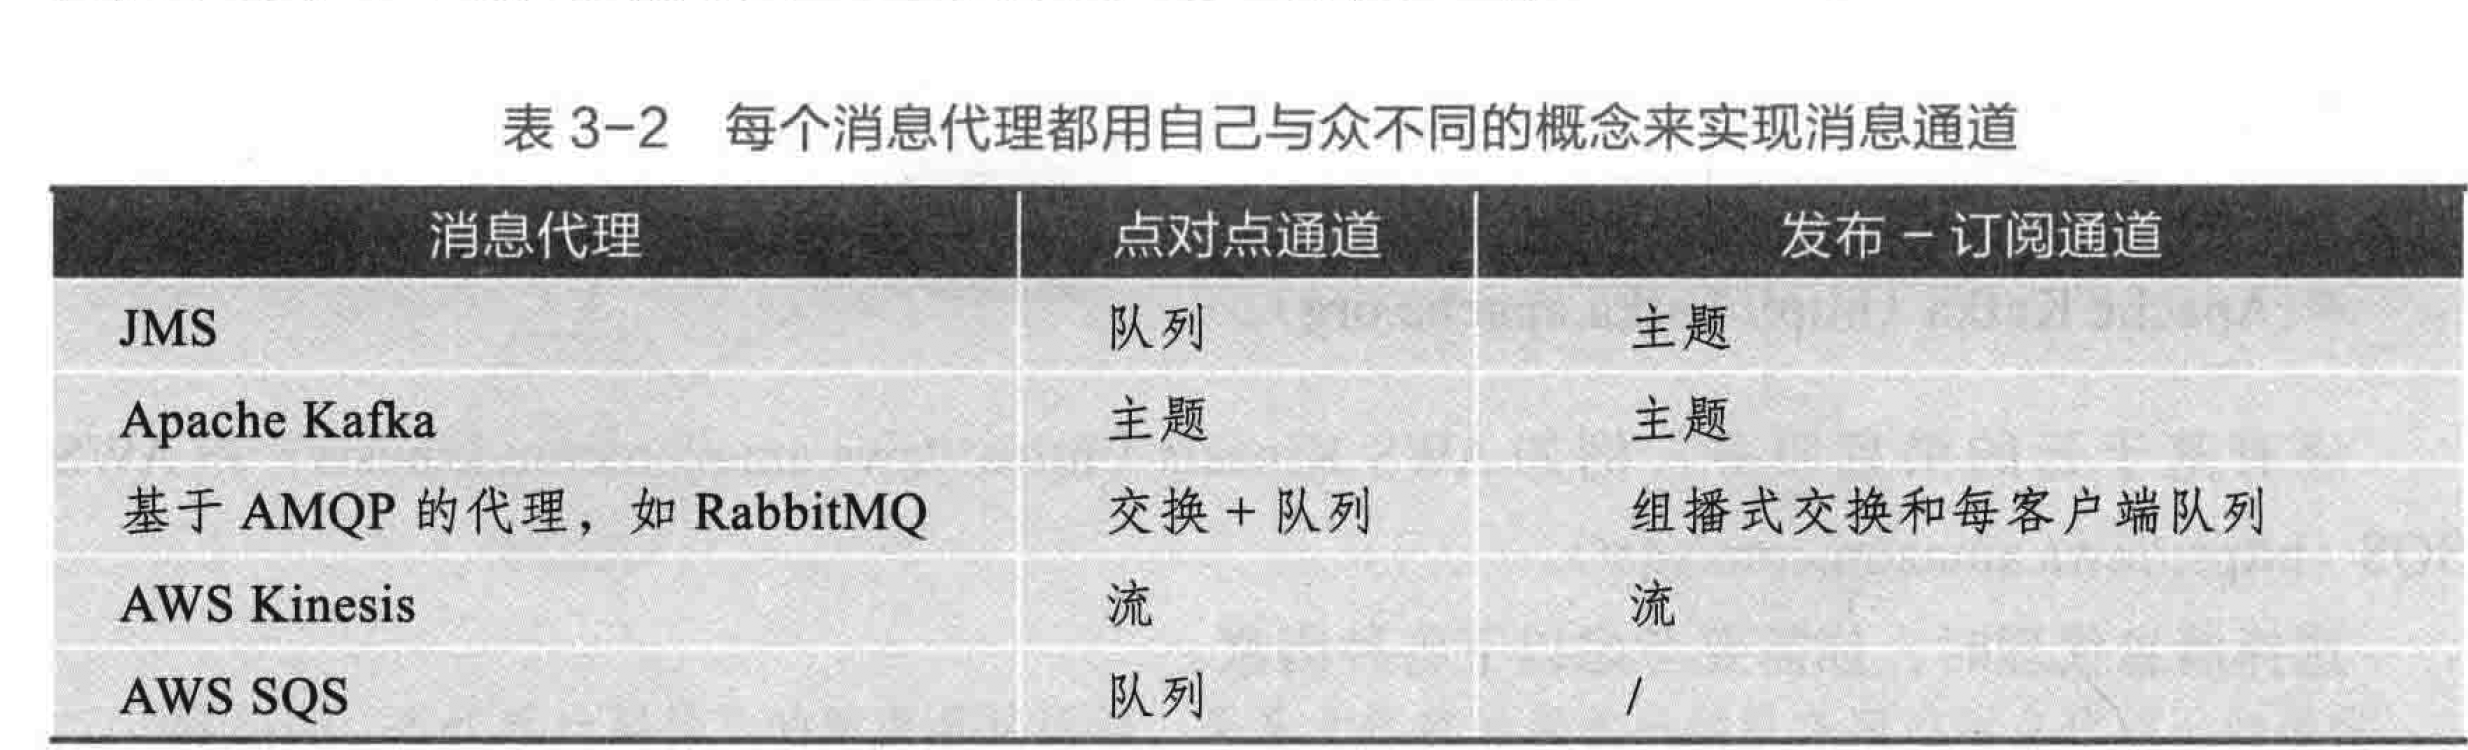 表 3-2 每个消息代理都用自己与众不同的概念来实现消息通道
消息代理 点对点通道 发布 - 订阅通道
JMS 队列 主题
Apache Kafka 主题 主题
基于 AMQP 的代理，如 RabbitMQ 交换 + 队列 组播式交换和每客户端队列
AWS Kinesis 流 流
AWS SQS 队列 /